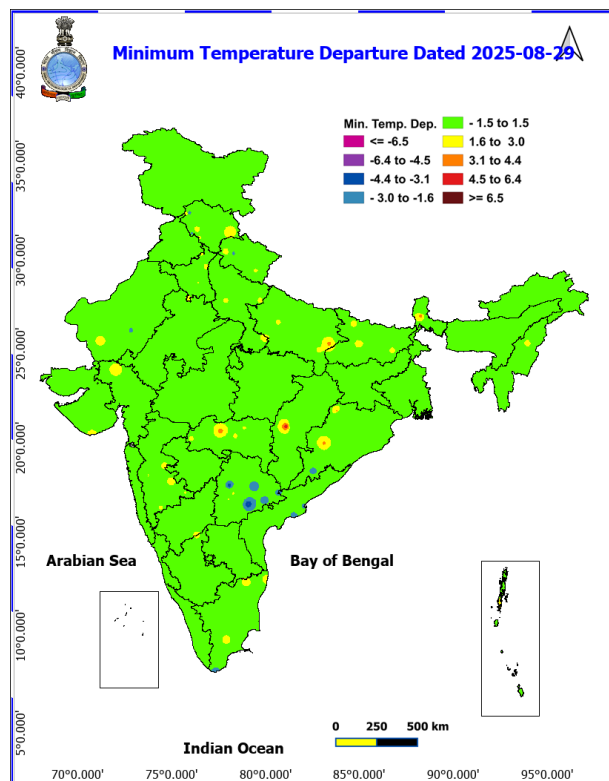 Minimum Temperature Departure Dated 2025-08-29
Min. Temp. Dep.
<= -6.5
-6.4 to -4.5
-4.4 to -3.1
- 3.0 to -1.6
- 1.5 to 1.5
1.6 to 3.0
3.1 to 4.4
4.5 to 6.4
>= 6.5
40°0.000'
35°0.000'
30°0.000'
25°0.000'
20°0.000'
15°0.000'
10°0.000'
5°0.000'
Arabian Sea
Bay of Bengal
Indian Ocean
0 250 500 km
70°0.000' 75°0.000' 80°0.000' 85°0.000' 90°0.000' 95°0.000'